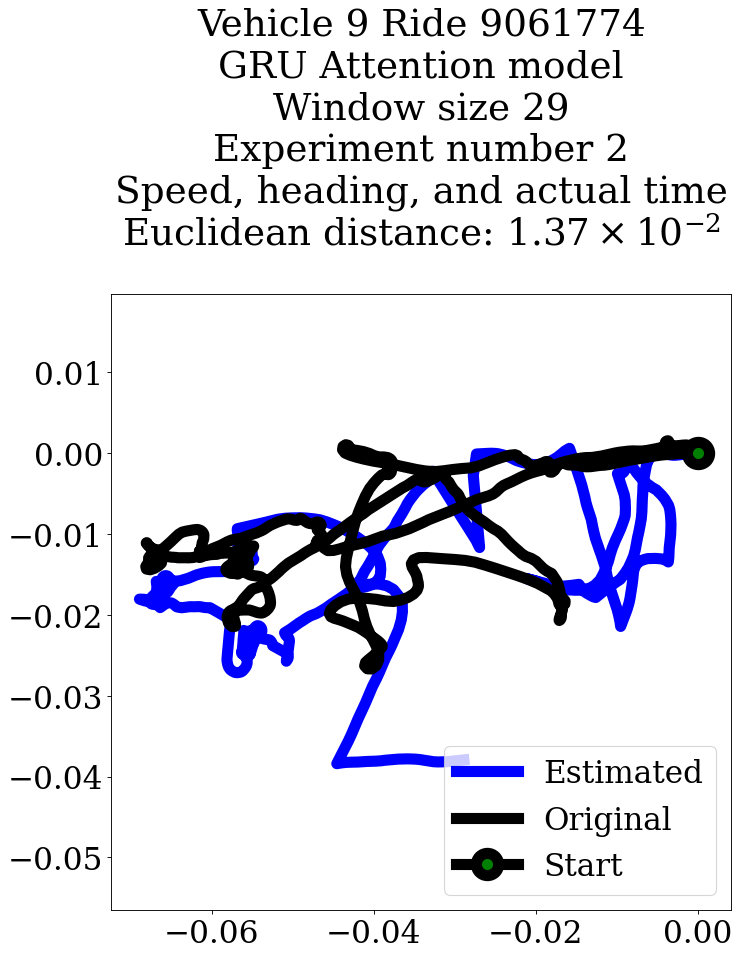 Vehicle 9 Ride 9061774
GRU Attention model
Window size 29
Experiment number 2
Speed, heading, and actual time
Euclidean distance: 1.37 × 10⁻²
0.01
0.00
−0.01
−0.02
−0.03
−0.04
−0.05
Estimated
Original
Start
−0.06 −0.04 −0.02 0.00